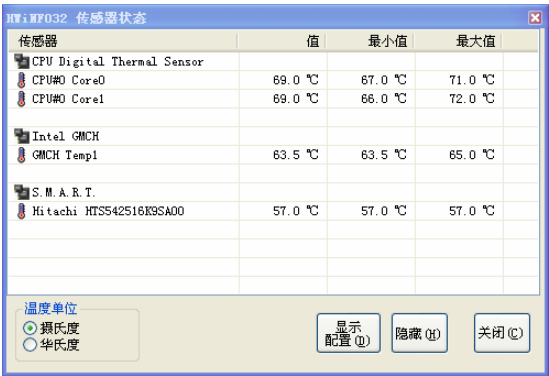 HWiNFO32 传感器状态
传感器 值 最小值 最大值
CPU Digital Thermal Sensor
CPU#0 Core0 69.0 ℃ 67.0 ℃ 71.0 ℃
CPU#0 Core1 69.0 ℃ 66.0 ℃ 72.0 ℃
Intel GMCH
GMCH Temp1 63.5 ℃ 63.5 ℃ 65.0 ℃
S.M.A.R.T.
Hitachi HTS542516K9SA00 57.0 ℃ 57.0 ℃ 57.0 ℃
温度单位
摄氏度
华氏度
显示
配置(D)
隐藏(H)
关闭(C)